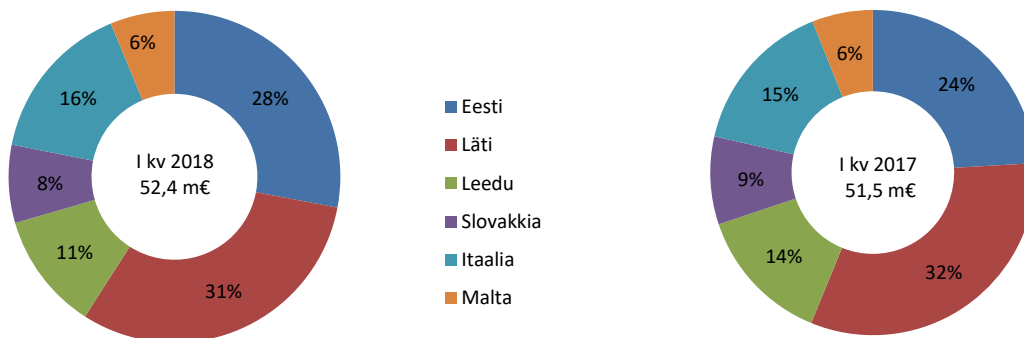 6%
28%
16%
I kv 2018
52,4 m€
8%
11%
31%
Eesti
Läti
Leedu
Slovakkia
Itaalia
Malta
6%
24%
15%
I kv 2017
51,5 m€
9%
14%
32%